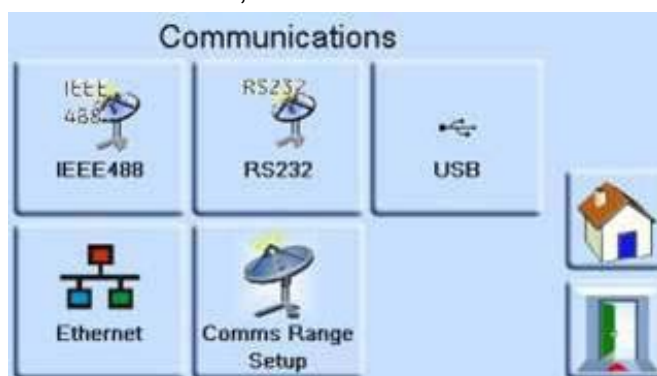 Communications
IEEE
488
RS232
IEEE488
RS232
USB
Ethernet
Comms Range
Setup